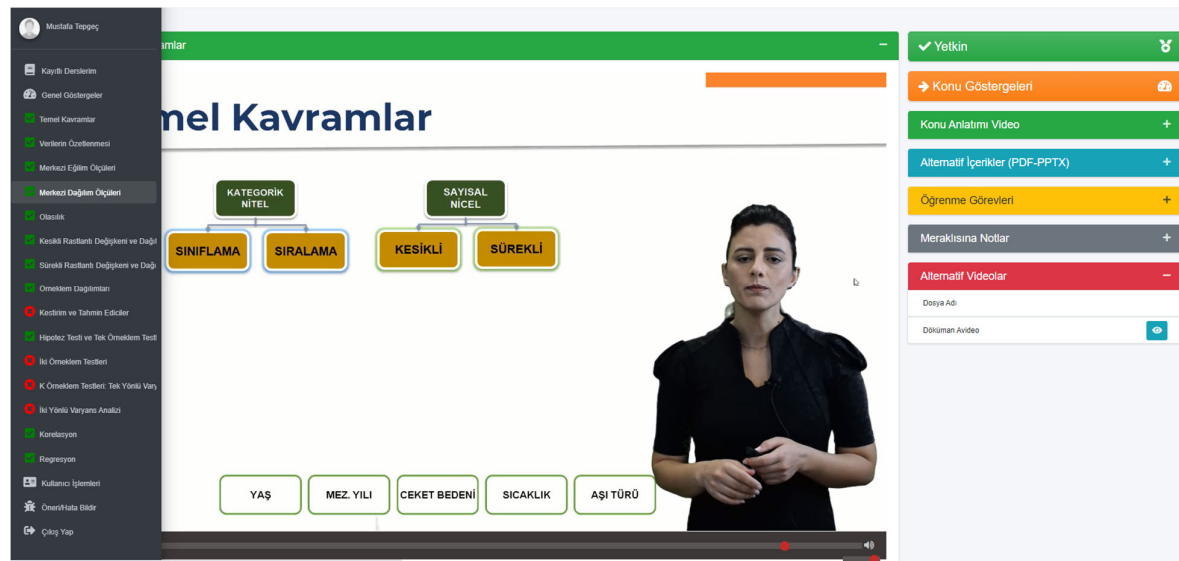 Mustafa Tepgeç
Kayıtlı Derslerim
Genel Göstergeler
Temel Kavramlar
Verilerin Özetlenmesi
Merkezi Eğilim Ölçüleri
Merkezi Dağılım Ölçüleri
Olasılık
Kesikli Rastlantı Değişkeni ve Dağıl
Sürekli Rastlantı Değişkeni ve Dağı
Örneklem Dağılımları
Kestirim ve Tahmin Ediciler
Hipotez Testi ve Tek Örneklem Testl
İki Örneklem Testleri
K Örneklem Testleri: Tek Yönlü Vary
İki Yönlü Varyans Analizi
Korelasyon
Regresyon
Kullanıcı İşlemleri
Öneri/Hata Bildir
Çıkış Yap
amlar
mel Kavramlar
KATEGORİK
NİTEL
SAYISAL
NİCEL
SINIFLAMA
SIRALAMA
KESİKLİ
SÜREKLİ
YAŞ
MEZ. YILI
CEKET BEDENİ
SICAKLIK
AŞI TÜRÜ
Yetkin
Konu Göstergeleri
Konu Anlatımı Video
Alternatif İçerikler (PDF-PPTX)
Öğrenme Görevleri
Meraklısına Notlar
Alternatif Videolar
Dosya Adı
Döküman Avideo